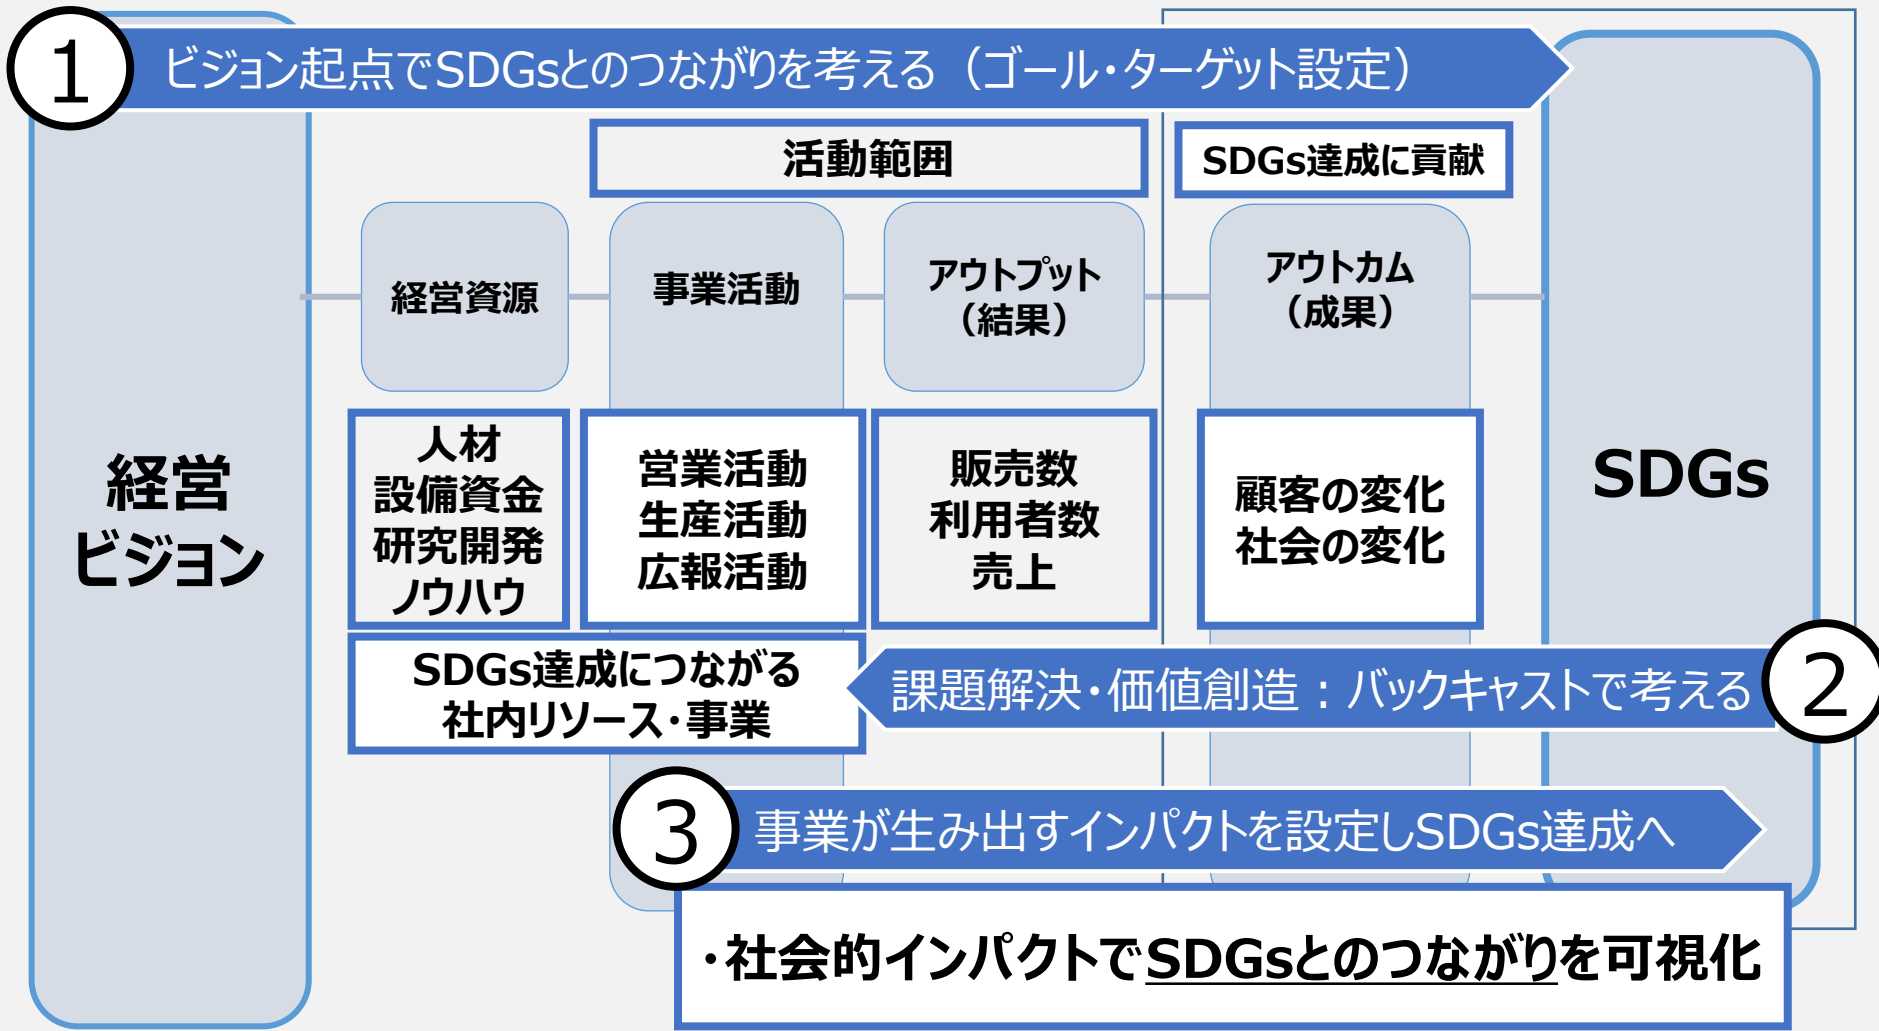 1
ビジョン起点でSDGsとのつながりを考える（ゴール・ターゲット設定）
活動範囲
SDGs達成に貢献
経営資源
事業活動
アウトプット
（結果）
アウトカム
（成果）
経営
ビジョン
人材
設備資金
研究開発
ノウハウ
営業活動
生産活動
広報活動
販売数
利用者数
売上
顧客の変化
社会の変化
SDGs
SDGs達成につながる
社内リソース・事業
課題解決・価値創造：バックキャストで考える
2
3
事業が生み出すインパクトを設定しSDGs達成へ
・社会的インパクトでSDGsとのつながりを可視化